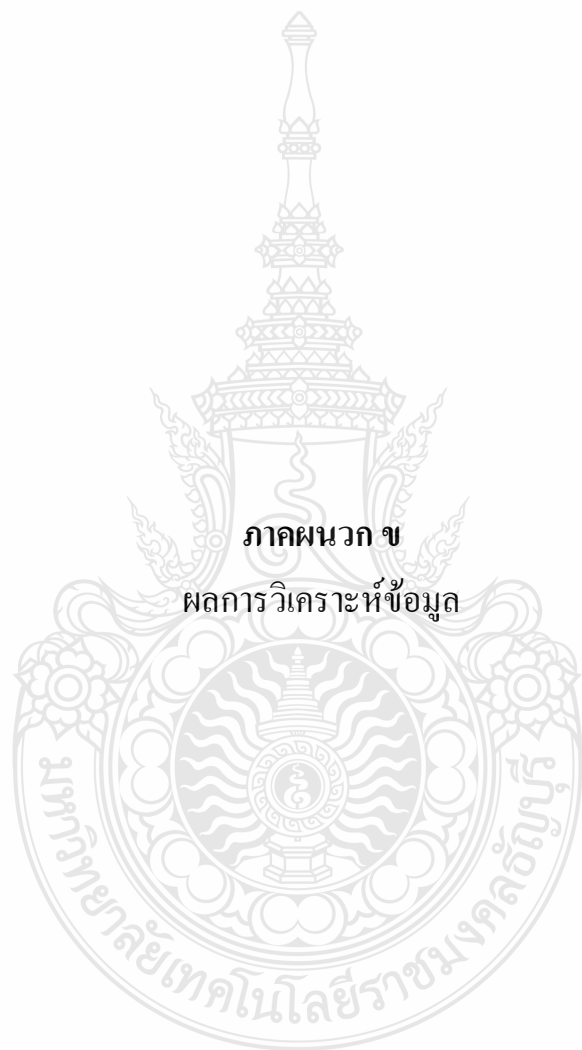 ภาคผนวก ข
ผลการวิเคราะห์ข้อมูล
มหาวิทยาลัยเทคโนโลยีราชมงคลธัญบุรี